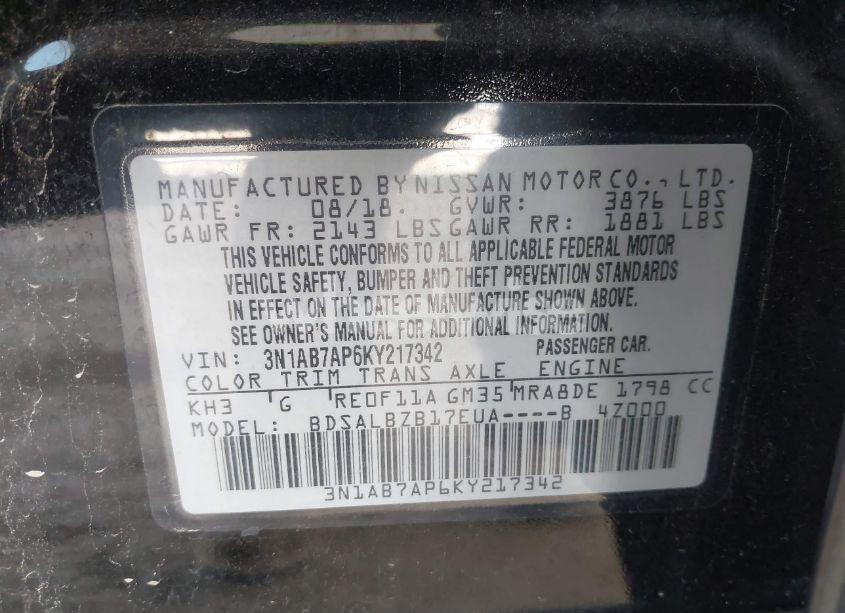 MANUFACTURED BY NISSAN MOTOR CO., LTD.
DATE: 08/18. GVWR: 3876 LBS
GAWR FR: 2143 LBS GAWR RR: 1881 LBS
THIS VEHICLE CONFORMS TO ALL APPLICABLE FEDERAL MOTOR
VEHICLE SAFETY, BUMPER AND THEFT PREVENTION STANDARDS
IN EFFECT ON THE DATE OF MANUFACTURE SHOWN ABOVE.
SEE OWNER'S MANUAL FOR ADDITIONAL INFORMATION.
VIN: 3N1AB7AP6KY217342 PASSENGER CAR.
COLOR TRIM TRANS AXLE ENGINE
KH3 G RE0F11A GM35 MRA8DE 1798 CC
MODEL: BDSALBZB17EUA----B 4Z000
3N1AB7AP6KY217342